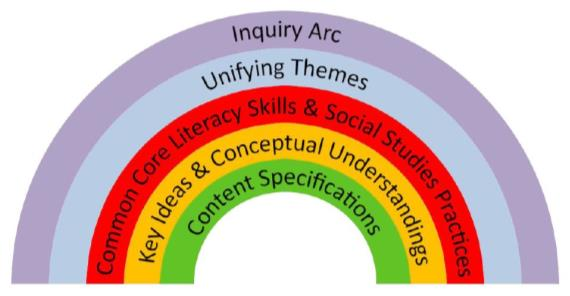 Inquiry Arc
Unifying Themes
Common Core Literacy Skills & Social Studies Practices
Key Ideas & Conceptual Understandings
Content Specifications